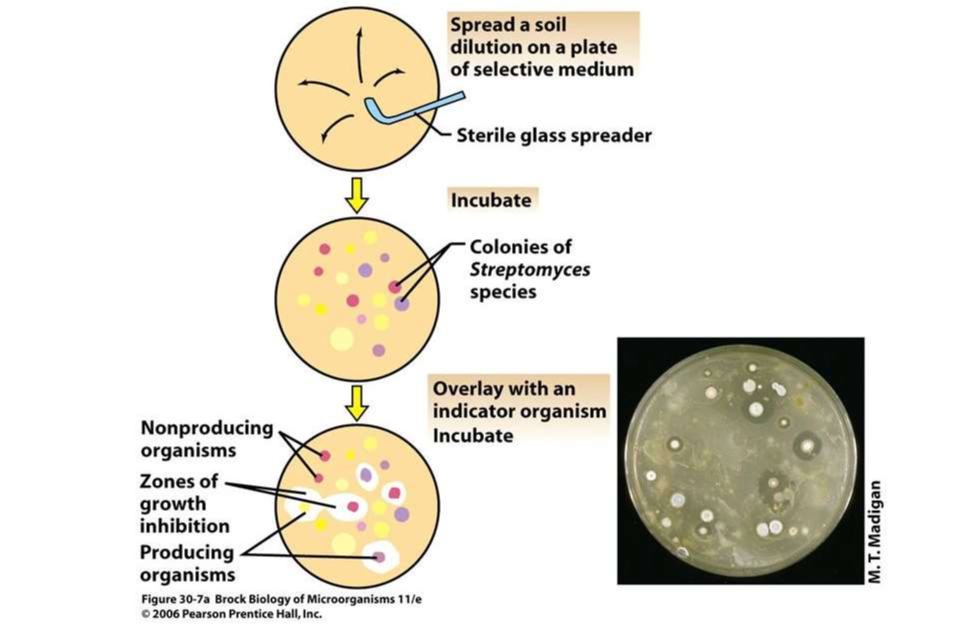 Spread a soil
dilution on a plate
of selective medium
Sterile glass spreader
Incubate
Colonies of
Streptomyces
species
Overlay with an
indicator organism
Incubate
Nonproducing
organisms
Zones of
growth
inhibition
Producing
organisms
M. T. Madigan
Figure 30-7a Brock Biology of Microorganisms 11/e
© 2006 Pearson Prentice Hall, Inc.